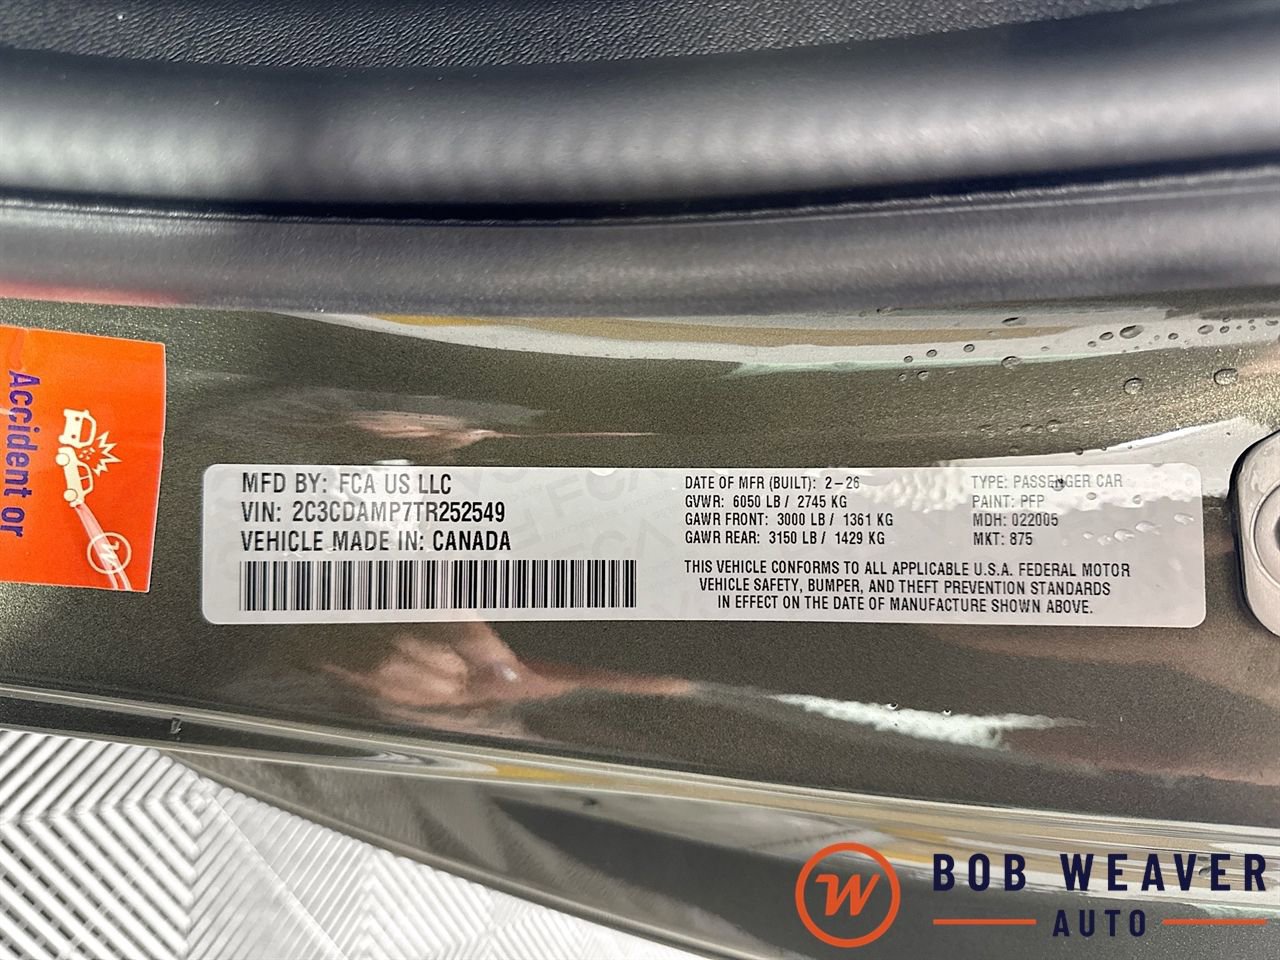 Accident or
MFD BY: FCA US LLC
VIN: 2C3CDAMP7TR252549
VEHICLE MADE IN: CANADA
DATE OF MFR (BUILT): 2-26
GVWR: 6050 LB / 2745 KG
GAWR FRONT: 3000 LB / 1361 KG
GAWR REAR: 3150 LB / 1429 KG
TYPE: PASSENGER CAR
PAINT: PFP
MDH: 022005
MKT: 875
THIS VEHICLE CONFORMS TO ALL APPLICABLE U.S.A. FEDERAL MOTOR
VEHICLE SAFETY, BUMPER, AND THEFT PREVENTION STANDARDS
IN EFFECT ON THE DATE OF MANUFACTURE SHOWN ABOVE.
W BOB WEAVER
AUTO